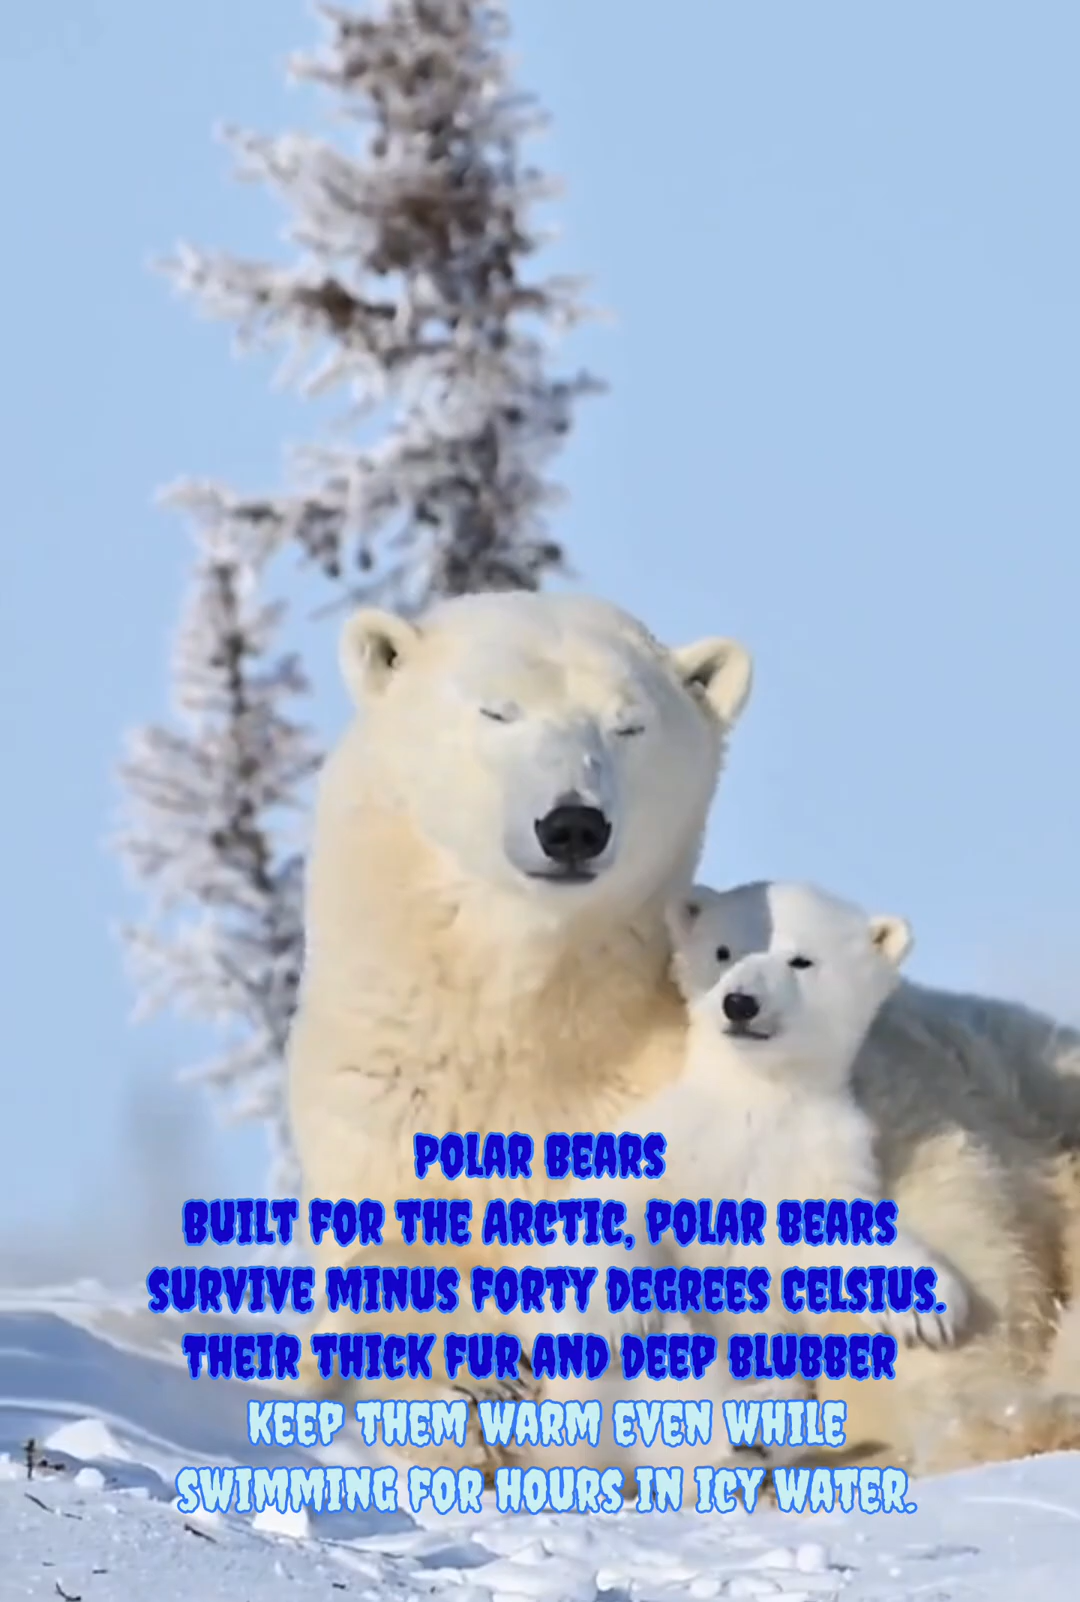 POLAR BEARS
BUILT FOR THE ARCTIC, POLAR BEARS
SURVIVE MINUS FORTY DEGREES CELSIUS.
THEIR THICK FUR AND DEEP BLUBBER
KEEP THEM WARM EVEN WHILE
SWIMMING FOR HOURS IN ICY WATER.